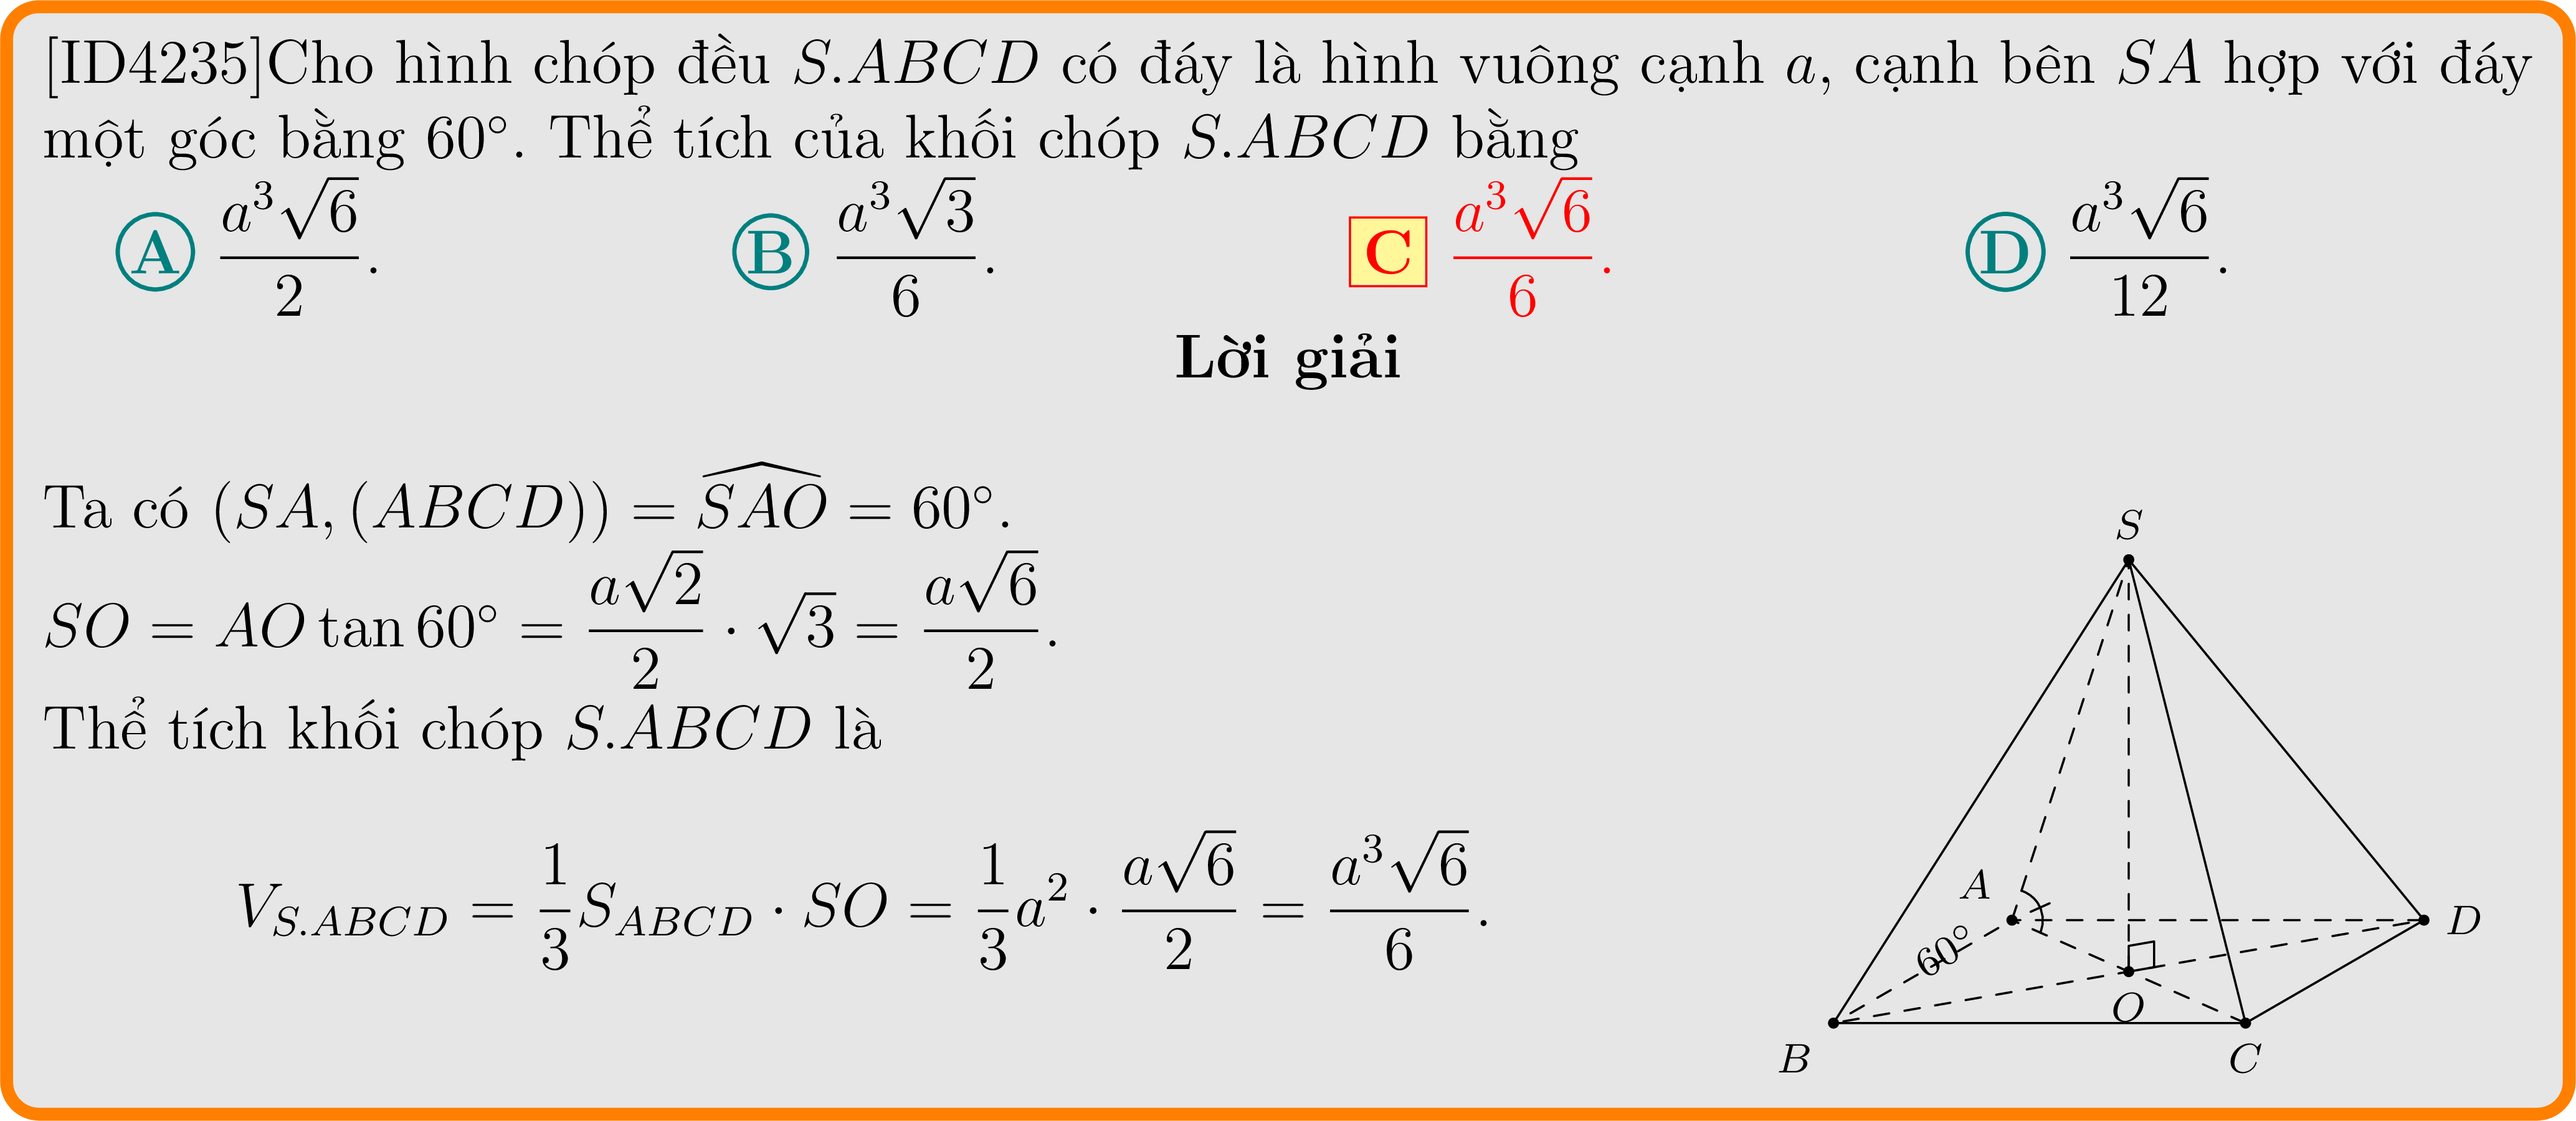 [ID4235]Cho hình chóp đều S.ABCD có đáy là hình vuông cạnh a, cạnh bên SA hợp với đáy
một góc bằng 60°. Thể tích của khối chóp S.ABCD bằng
A $\frac{a^3\sqrt{6}}{2}$. B $\frac{a^3\sqrt{3}}{6}$. C $\frac{a^3\sqrt{6}}{6}$. D $\frac{a^3\sqrt{6}}{12}$.
Lời giải
Ta có $(SA, (ABCD)) = \widehat{SAO} = 60°$.
$SO = AO \tan 60° = \frac{a\sqrt{2}}{2} \cdot \sqrt{3} = \frac{a\sqrt{6}}{2}$.
Thể tích khối chóp S.ABCD là
$V_{S.ABCD} = \frac{1}{3}S_{ABCD} \cdot SO = \frac{1}{3}a^2 \cdot \frac{a\sqrt{6}}{2} = \frac{a^3\sqrt{6}}{6}$.
S
A
D
60°
O
B
C